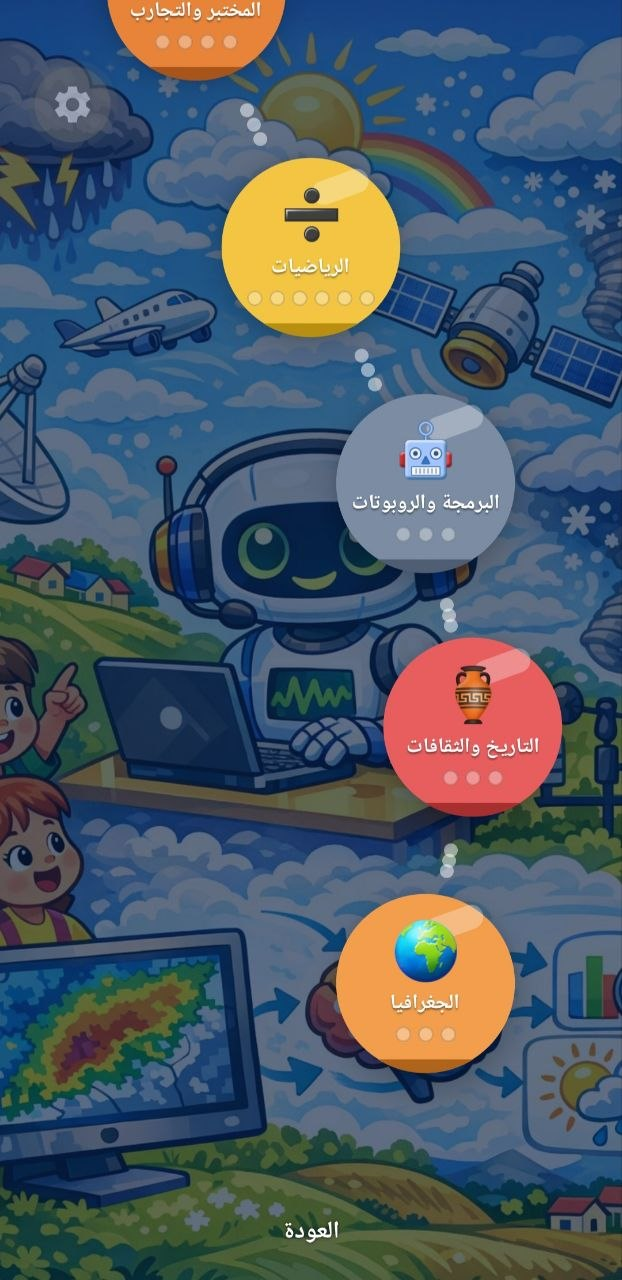 المختبر والتجارب
الرياضيات
البرمجة والروبوتات
التاريخ والثقافات
الجغرافيا
العودة